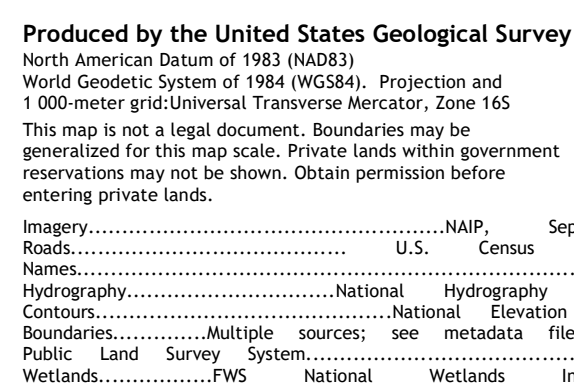 Produced by the United States Geological Survey
North American Datum of 1983 (NAD83)
World Geodetic System of 1984 (WGS84). Projection and
1 000-meter grid:Universal Transverse Mercator, Zone 16S
This map is not a legal document. Boundaries may be
generalized for this map scale. Private lands within government
reservations may not be shown. Obtain permission before
entering private lands.
Imagery......................................................NAIP, Sep
Roads.......................................... U.S. Census
Names............................................................................
Hydrography................................National Hydrography
Contours.............................................National Elevation
Boundaries..............Multiple sources; see metadata file
Public Land Survey System.........................................
Wetlands.................FWS National Wetlands In